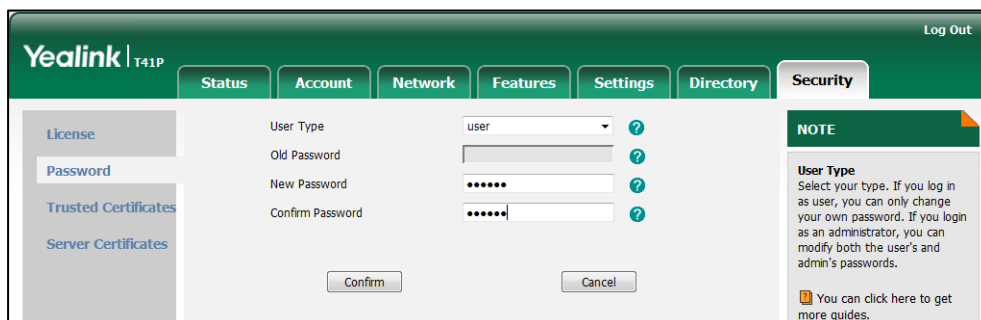 Log Out
Yealink T41P
Status Account Network Features Settings Directory Security
License
Password
Trusted Certificates
Server Certificates
User Type user
Old Password
New Password ••••••
Confirm Password ••••••
Confirm Cancel
NOTE
User Type
Select your type. If you log in
as user, you can only change
your own password. If you login
as an administrator, you can
modify both the user's and
admin's passwords.
You can click here to get
more guides.